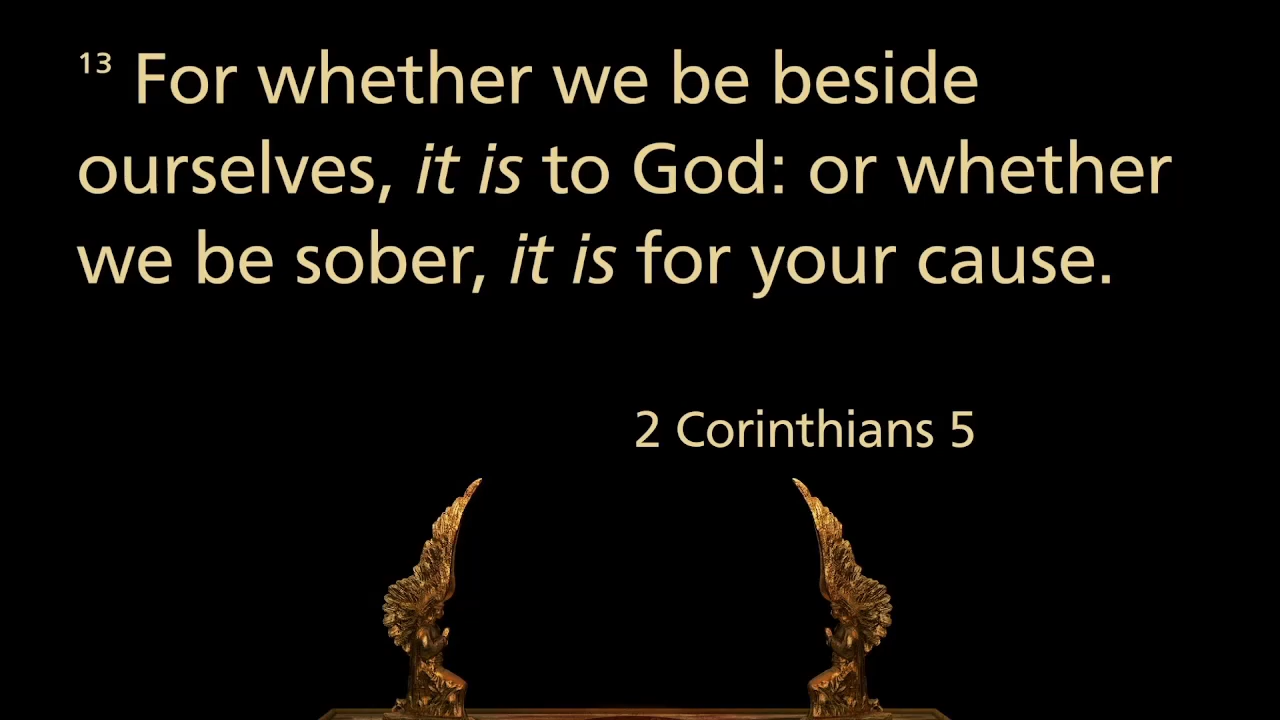 13 For whether we be beside
ourselves, it is to God: or whether
we be sober, it is for your cause.
2 Corinthians 5